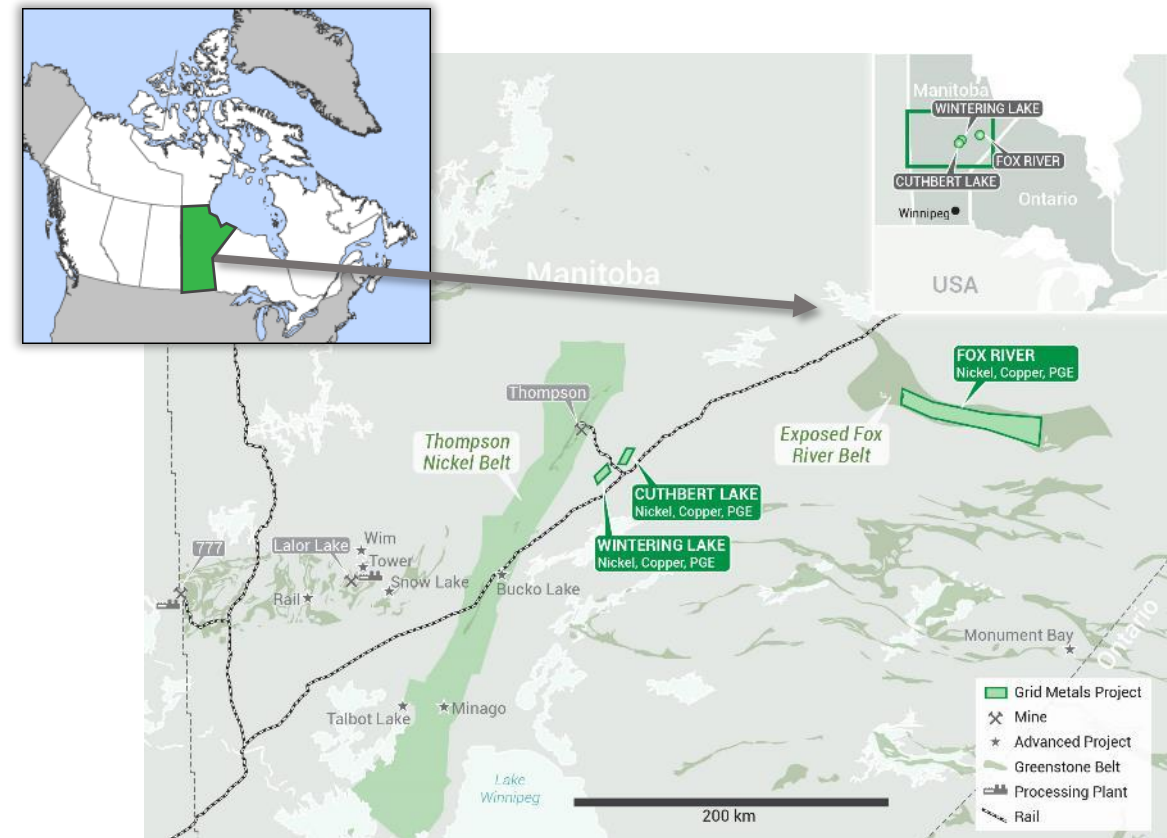 Manitoba
WINTERING LAKE
FOX RIVER
CUTHBERT LAKE
Ontario
Winnipeg
USA
Manitoba
FOX RIVER
Nickel, Copper, PGE
Thompson
Thompson
Nickel Belt
Exposed Fox
River Belt
CUTHBERT LAKE
Nickel, Copper, PGE
WINTERING LAKE
Nickel, Copper, PGE
777
Lalor Lake
Wim
Tower
Snow Lake
Rail
Bucko Lake
Monument Bay
Ontario
Talbot Lake
Minago
Lake
Winnipeg
200 km
Grid Metals Project
Mine
Advanced Project
Greenstone Belt
Processing Plant
Rail